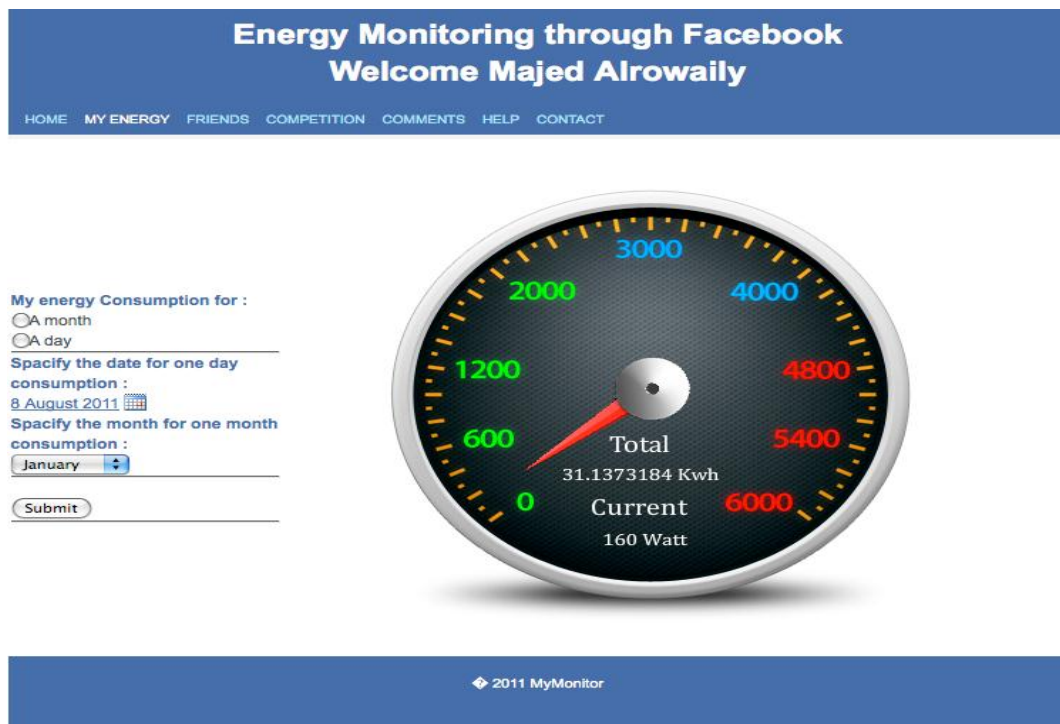 Energy Monitoring through Facebook
Welcome Majed Alrowaily
HOME MY ENERGY FRIENDS COMPETITION COMMENTS HELP CONTACT
My energy Consumption for :
A month
A day
Spacify the date for one day
consumption :
8 August 2011
Spacify the month for one month
consumption :
January
Submit
3000
2000 4000
1200 4800
600 5400
0 6000
Total
31.1373184 Kwh
Current
160 Watt
� 2011 MyMonitor